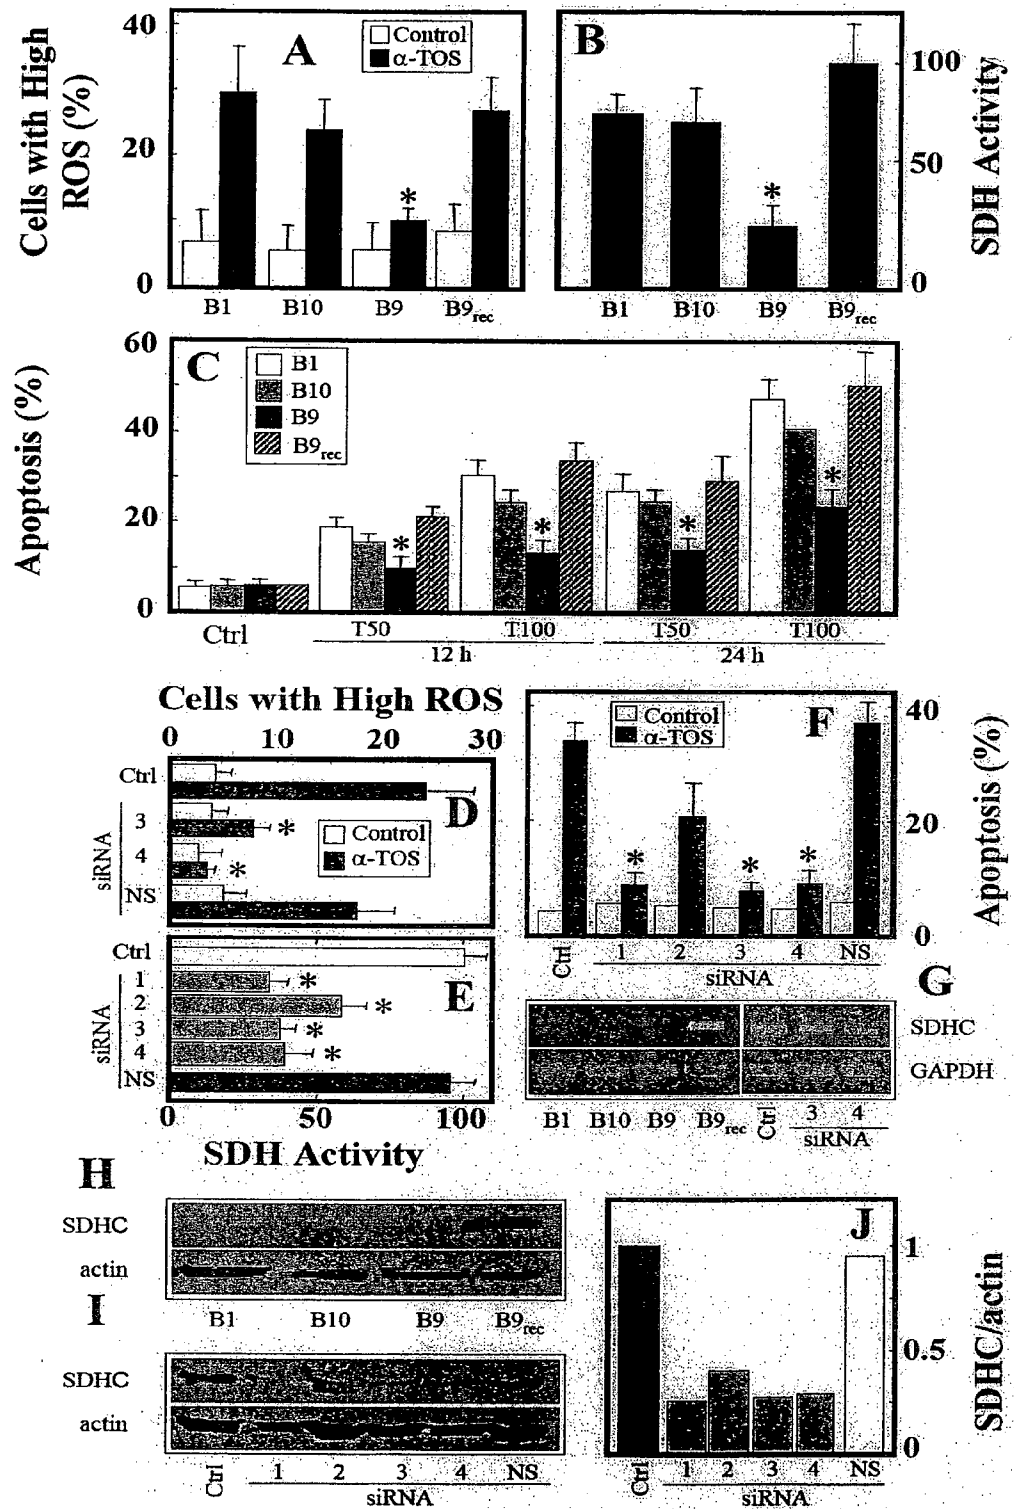 Cells with High
ROS (%)
40
20
0
A
Control
α-TOS
B1 B10 B9 B9rec
B
*
*
100
50
0
SDH Activity
B1 B10 B9 B9rec
Apoptosis (%)
60
40
20
0
C
B1
B10
B9
B9rec
* * * *
Ctrl T50 T100 T50 T100
12 h 24 h
Cells with High ROS
0 10 20 30
Ctrl
siRNA
3 *
4 *
NS
D
Control
α-TOS
Ctrl
siRNA
1 *
2 *
3 *
4 *
NS
E
0 50 100
SDH Activity
Control
α-TOS
F
40
20
0
Apoptosis (%)
* * *
Ctrl 1 2 3 4 NS
siRNA
G
SDHC
GAPDH
B1 B10 B9 B9rec Ctrl 3 4
siRNA
H
SDHC
actin
B1 B10 B9 B9rec
I
SDHC
actin
Ctrl 1 2 3 4 NS
siRNA
J
1
0.5
0
SDHC/actin
Ctrl 1 2 3 4 NS
siRNA